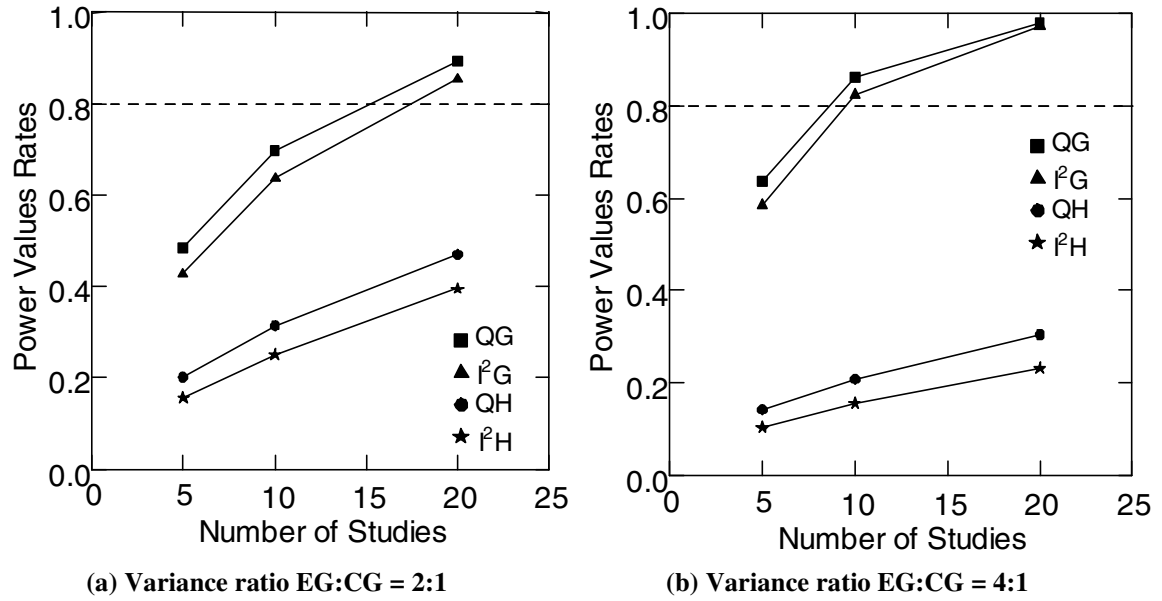 1.0
0.8
0.6
0.4
0.2
0.0
Power Values Rates
QG
I²G
QH
I²H
0 5 10 15 20 25
Number of Studies
(a) Variance ratio EG:CG = 2:1
1.0
0.8
0.6
0.4
0.2
0.0
Power Values Rates
QG
I²G
QH
I²H
0 5 10 15 20 25
Number of Studies
(b) Variance ratio EG:CG = 4:1